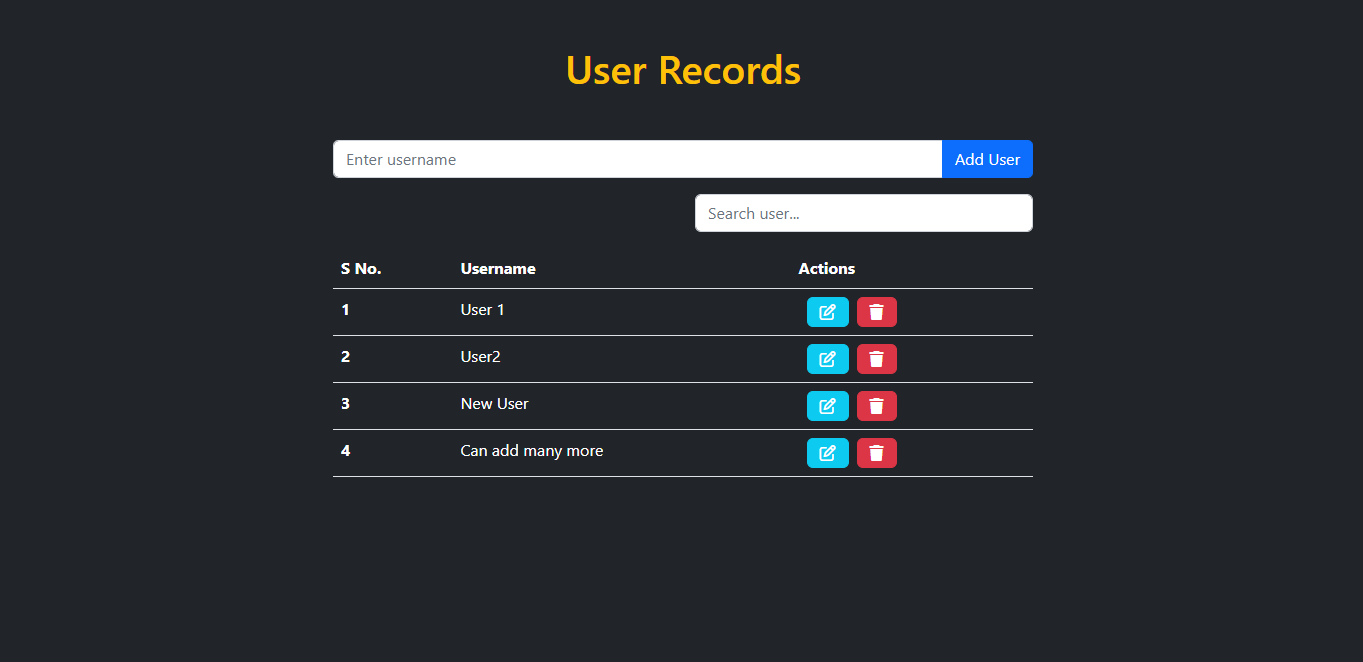 User Records
Enter username Add User
Search user...
S No. Username Actions
1 User 1
2 User2
3 New User
4 Can add many more